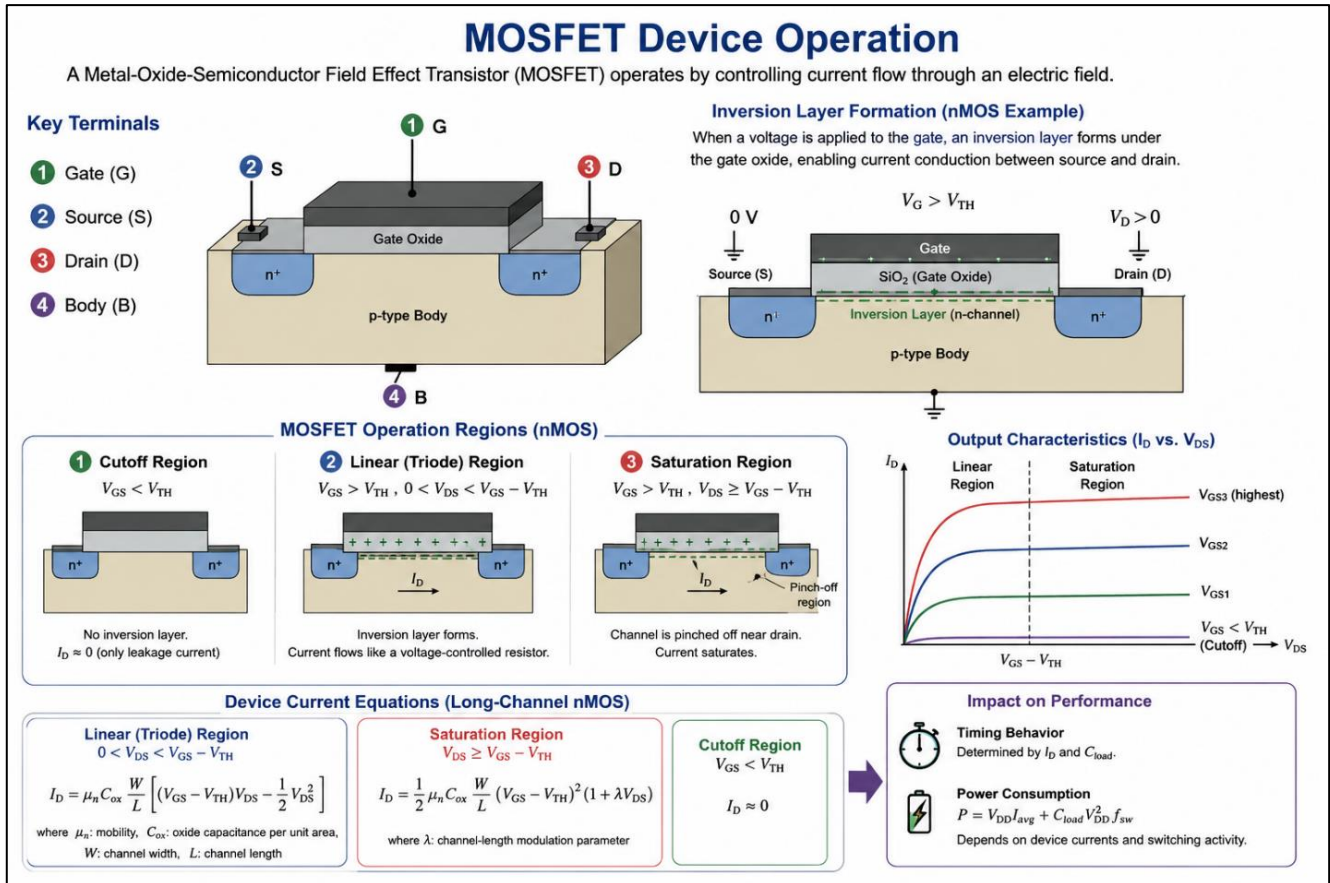 MOSFET Device Operation
A Metal-Oxide-Semiconductor Field Effect Transistor (MOSFET) operates by controlling current flow through an electric field.
Key Terminals
1 Gate (G)
2 Source (S)
3 Drain (D)
4 Body (B)
1 G
2 S
3 D
Gate Oxide
n⁺
n⁺
p-type Body
4 B
Inversion Layer Formation (nMOS Example)
When a voltage is applied to the gate, an inversion layer forms under
the gate oxide, enabling current conduction between source and drain.
V_G > V_TH
0 V
V_D > 0
Gate
Source (S)
SiO₂ (Gate Oxide)
Drain (D)
n⁺
Inversion Layer (n-channel)
n⁺
p-type Body
MOSFET Operation Regions (nMOS)
1 Cutoff Region
V_GS < V_TH
n⁺
n⁺
No inversion layer.
I_D ≈ 0 (only leakage current)
2 Linear (Triode) Region
V_GS > V_TH , 0 < V_DS < V_GS − V_TH
+ + + + + + + +
n⁺
n⁺
I_D
Inversion layer forms.
Current flows like a voltage-controlled resistor.
3 Saturation Region
V_GS > V_TH , V_DS ≥ V_GS − V_TH
+ + + + + +
n⁺
n⁺
I_D
Pinch-off
region
Channel is pinched off near drain.
Current saturates.
Output Characteristics (I_D vs. V_DS)
I_D
Linear
Region
Saturation
Region
V_GS3 (highest)
V_GS2
V_GS1
V_GS < V_TH
(Cutoff)
V_DS
V_GS − V_TH
Device Current Equations (Long-Channel nMOS)
Linear (Triode) Region
0 < V_DS < V_GS − V_TH
I_D = μ_n C_ox W/L [(V_GS − V_TH)V_DS − 1/2 V_DS²]
where μ_n: mobility, C_ox: oxide capacitance per unit area,
W: channel width, L: channel length
Saturation Region
V_DS ≥ V_GS − V_TH
I_D = 1/2 μ_n C_ox W/L (V_GS − V_TH)² (1 + λV_DS)
where λ: channel-length modulation parameter
Cutoff Region
V_GS < V_TH
I_D ≈ 0
Impact on Performance
Timing Behavior
Determined by I_D and C_load.
Power Consumption
P = V_DD I_avg + C_load V_DD² f_sw
Depends on device currents and switching activity.